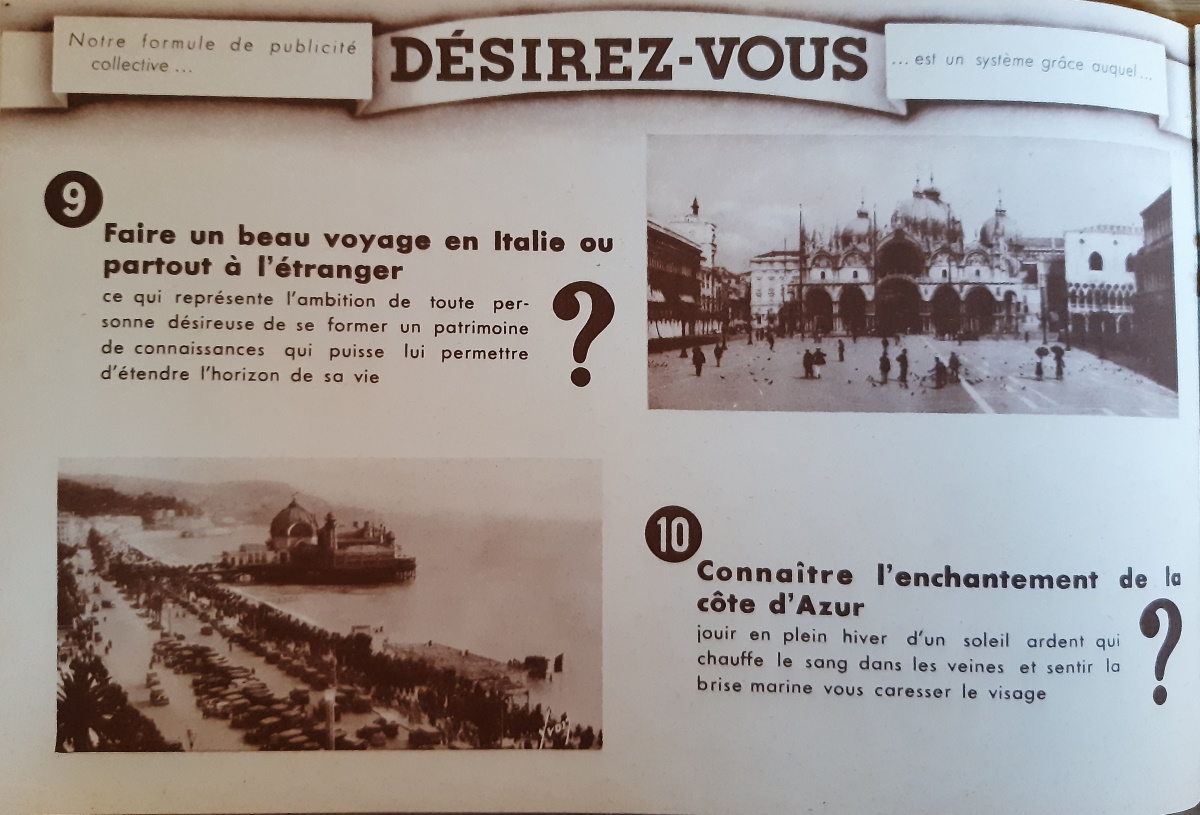 Notre formule de publicité
collective ...
DÉSIREZ-VOUS
... est un système grâce auquel ...
9
Faire un beau voyage en Italie ou
partout à l'étranger
ce qui représente l'ambition de toute per-
sonne désireuse de se former un patrimoine
de connaissances qui puisse lui permettre
d'étendre l'horizon de sa vie
?
10
Connaître l'enchantement de la
côte d'Azur
jouir en plein hiver d'un soleil ardent qui
chauffe le sang dans les veines et sentir la
brise marine vous caresser le visage
?
Yvon